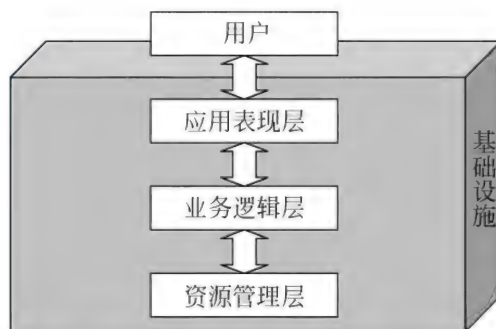 用户
应用表现层
业务逻辑层
资源管理层
基础设施